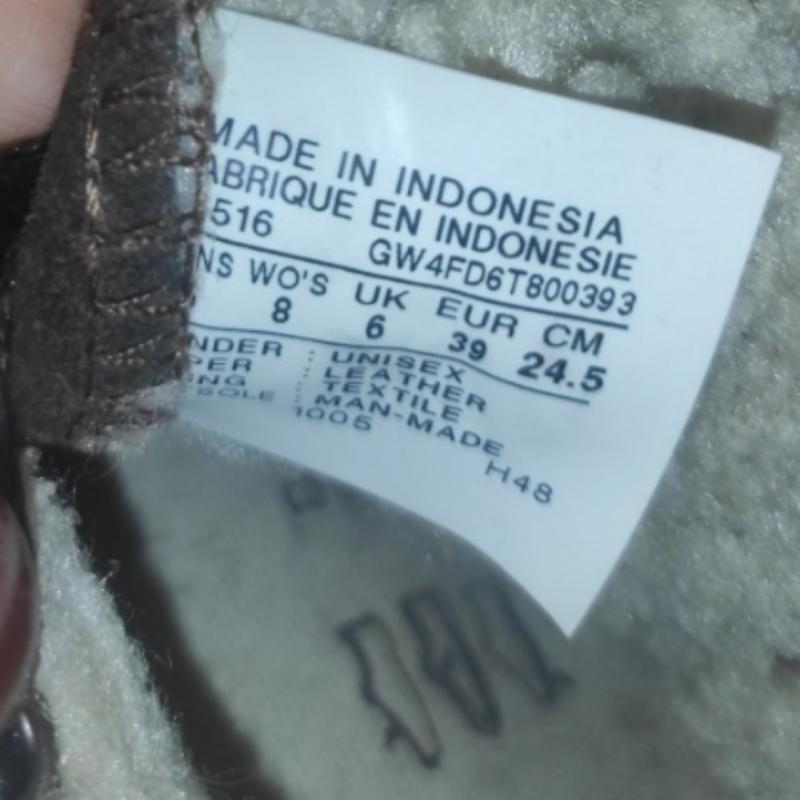 MADE IN INDONESIA
ABRIQUE EN INDONESIE
516 GW4FD6T800393
NS WO'S UK EUR CM
8 6 39 24.5
NDER : UNISEX
PER : LEATHER
NG : TEXTILE
SOLE : MAN-MADE
1005 H48